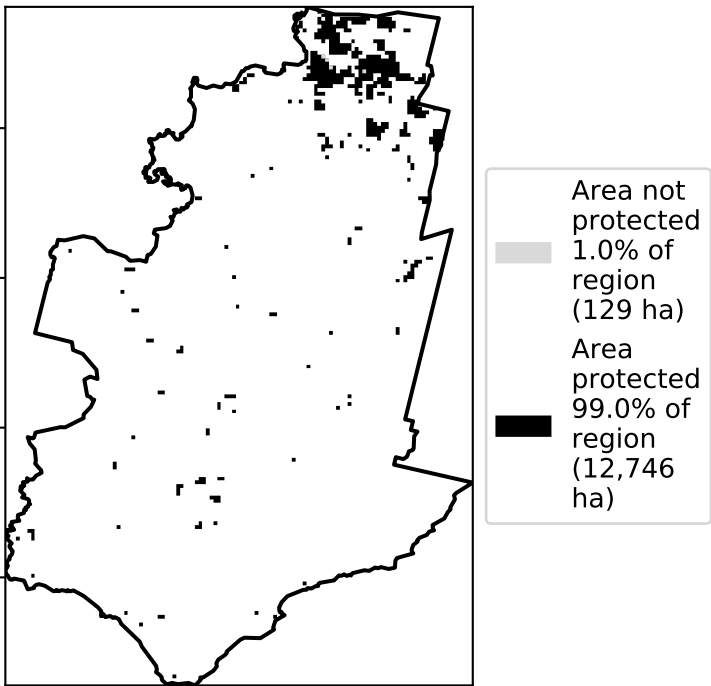 Area not
protected
1.0% of
region
(129 ha)
Area
protected
99.0% of
region
(12,746
ha)